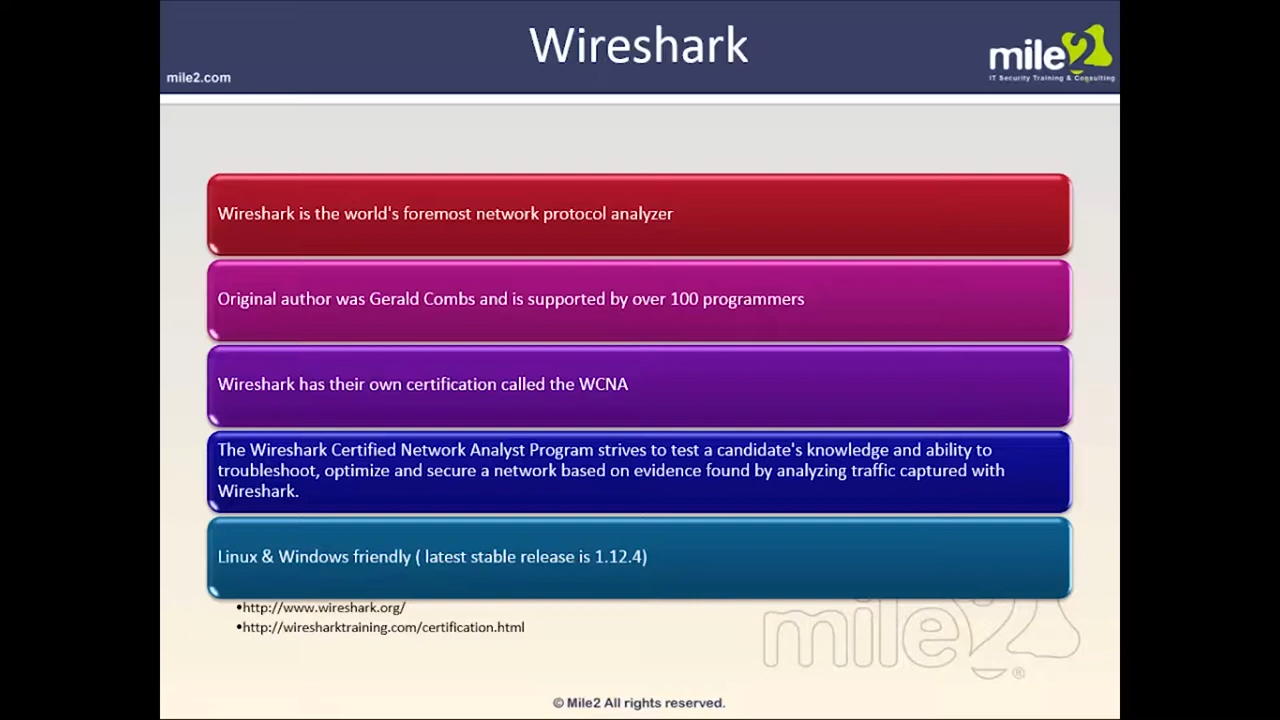 Wireshark
mile2.com
mile2
IT Security Training & Consulting
Wireshark is the world's foremost network protocol analyzer
Original author was Gerald Combs and is supported by over 100 programmers
Wireshark has their own certification called the WCNA
The Wireshark Certified Network Analyst Program strives to test a candidate's knowledge and ability to
troubleshoot, optimize and secure a network based on evidence found by analyzing traffic captured with
Wireshark.
Linux & Windows friendly ( latest stable release is 1.12.4)
•http://www.wireshark.org/
•http://wiresharktraining.com/certification.html
mile2®
© Mile2 All rights reserved.